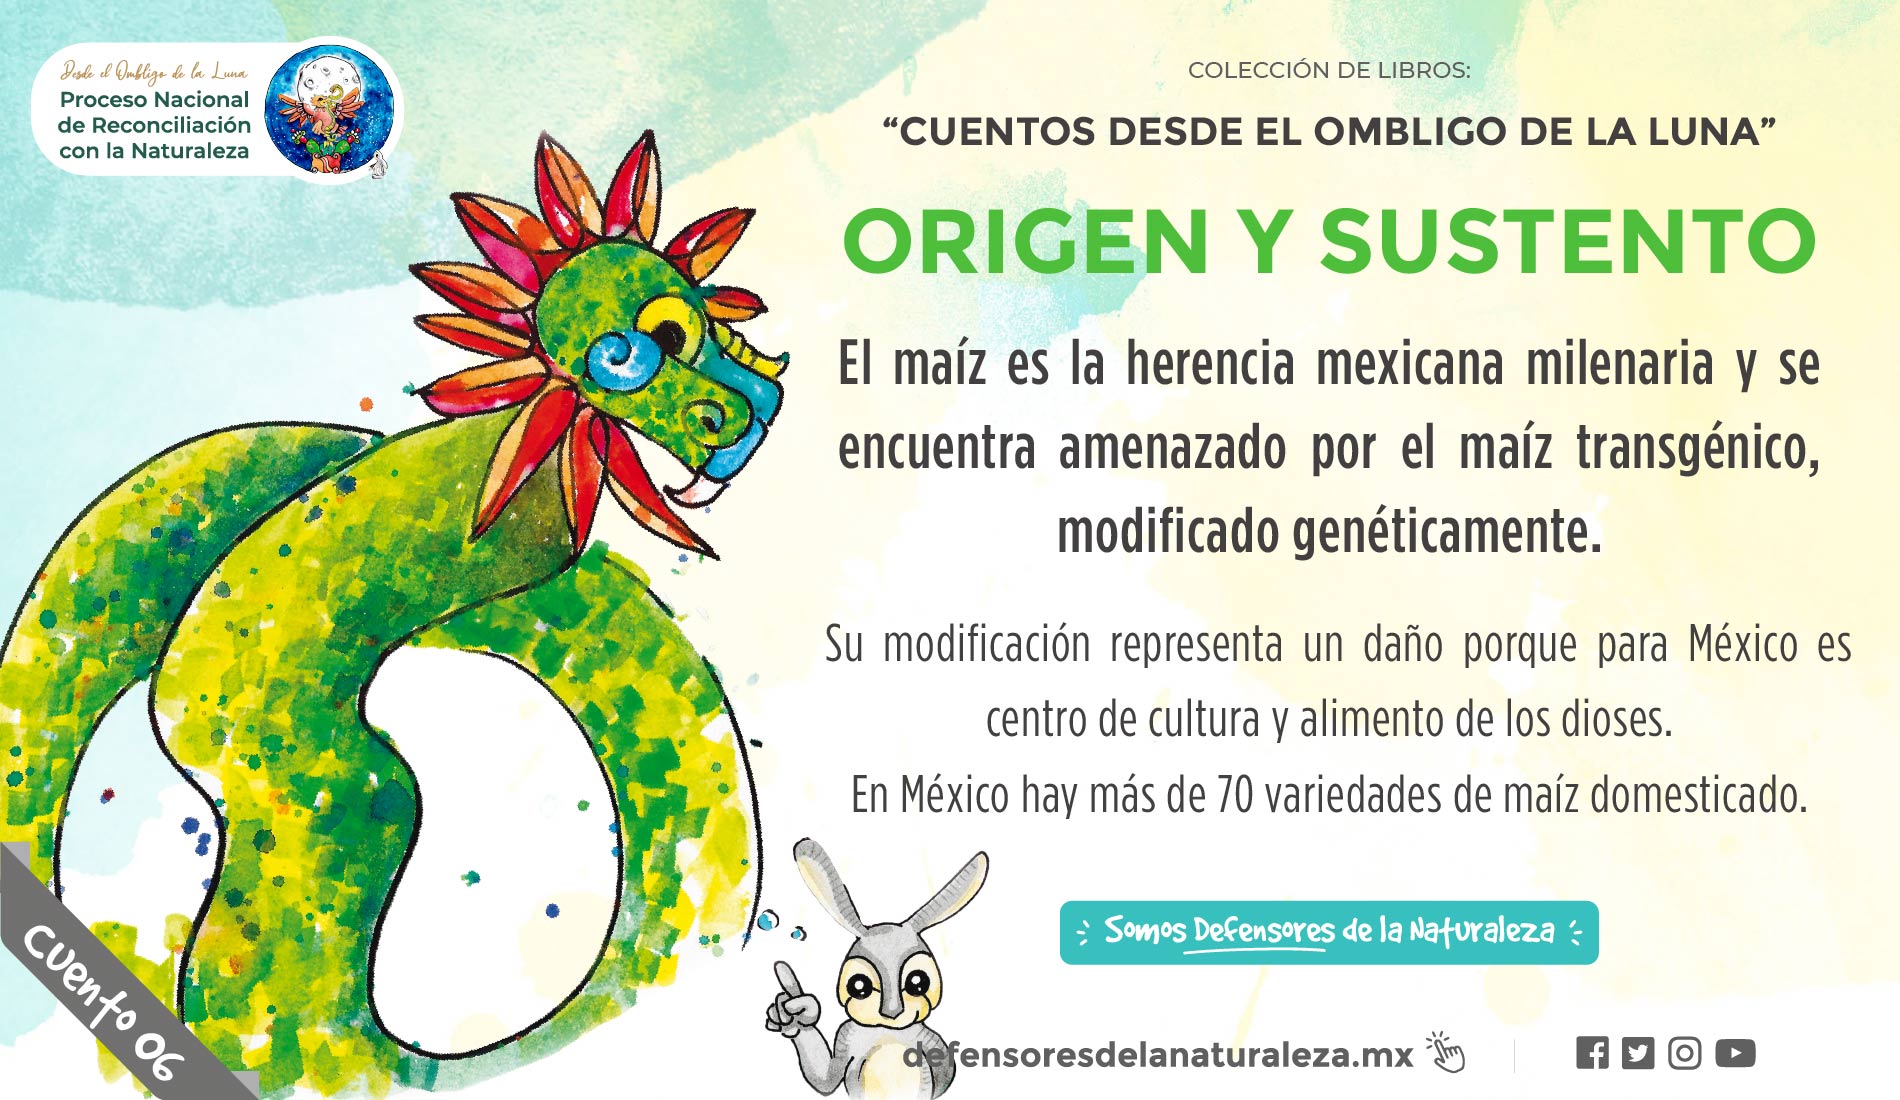 Desde el Ombligo de la Luna
Proceso Nacional
de Reconciliación
con la Naturaleza
COLECCIÓN DE LIBROS:
“CUENTOS DESDE EL OMBLIGO DE LA LUNA”
ORIGEN Y SUSTENTO
El maíz es la herencia mexicana milenaria y se
encuentra amenazado por el maíz transgénico,
modificado genéticamente.
Su modificación representa un daño porque para México es
centro de cultura y alimento de los dioses.
En México hay más de 70 variedades de maíz domesticado.
Somos Defensores de la Naturaleza
Cuento 06
defensoresdelanaturaleza.mx